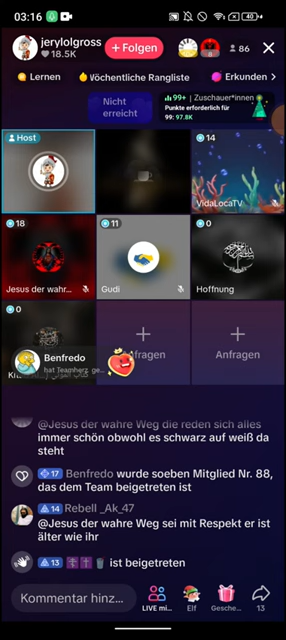 03:16
40
jerylolgross
18.5K
+ Folgen
8
86
Lernen
Wöchentliche Rangliste
Erkunden >
Nicht erreicht
99+ | Zuschauer*innen
Punkte erforderlich für
99: 97.8K
Host
14
VidaLocaTV
18
Jesus der wahr...
11
Gudi
0
Hoffnung
0
Benfredo
hat Teamherz ge...
Anfragen
Anfragen
@Jesus der wahre Weg die reden sich alles
immer schön obwohl es schwarz auf weiß da
steht
17 Benfredo wurde soeben Mitglied Nr. 88,
das dem Team beigetreten ist
14 Rebell _Ak_47
@Jesus der wahre Weg sei mit Respekt er ist
älter wie ihr
13 ist beigetreten
Kommentar hinz...
LIVE mi...
Elf
Gesche...
13